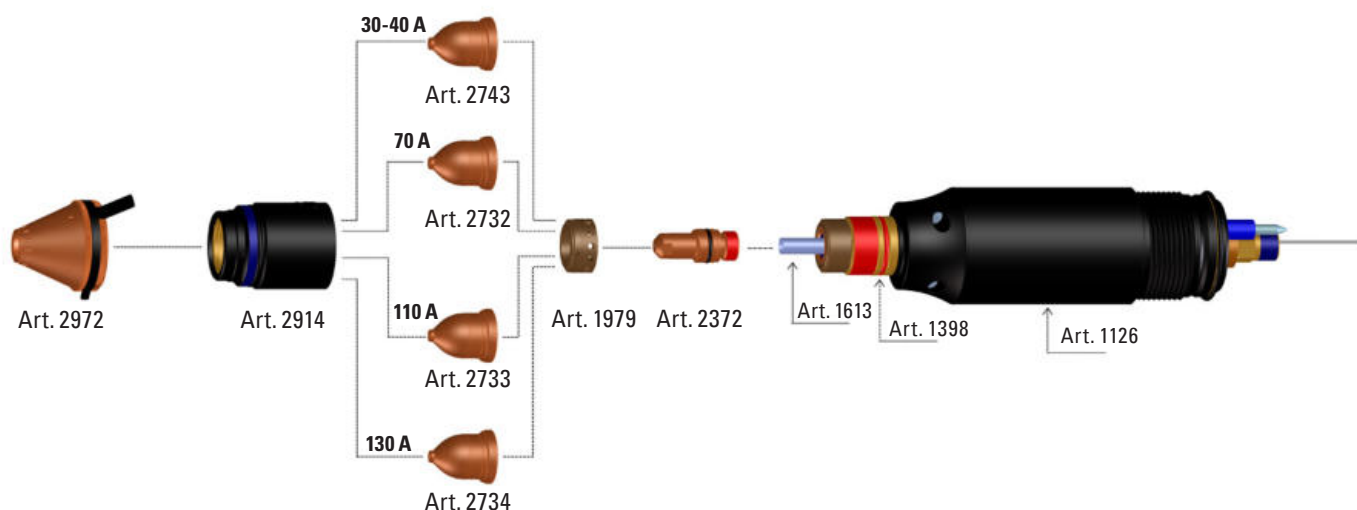 30-40 A
Art. 2743
70 A
Art. 2732
Art. 2972
Art. 2914
110 A
Art. 2733
Art. 1979
Art. 2372
Art. 1613
Art. 1398
Art. 1126
130 A
Art. 2734